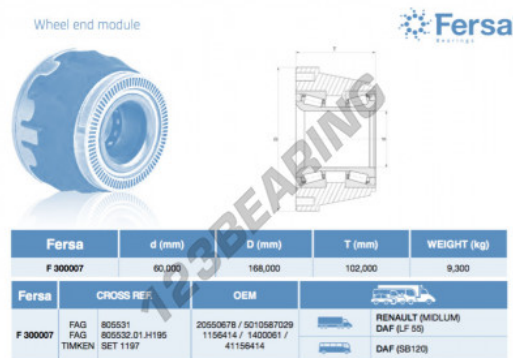 Wheel end module
Fersa
Bearings
T
D
d
123BEARING
Fersa d (mm) D (mm) T (mm) WEIGHT (kg)
F 300007 60,000 168,000 102,000 9,300
Fersa CROSS REF OEM
F 300007
FAG 805531
FAG 805532.01.H195
TIMKEN SET 1197
20550678 / 5010587029
1156414 / 1400061 /
41156414
RENAULT (MIDLUM)
DAF (LF 55)
DAF (SB120)